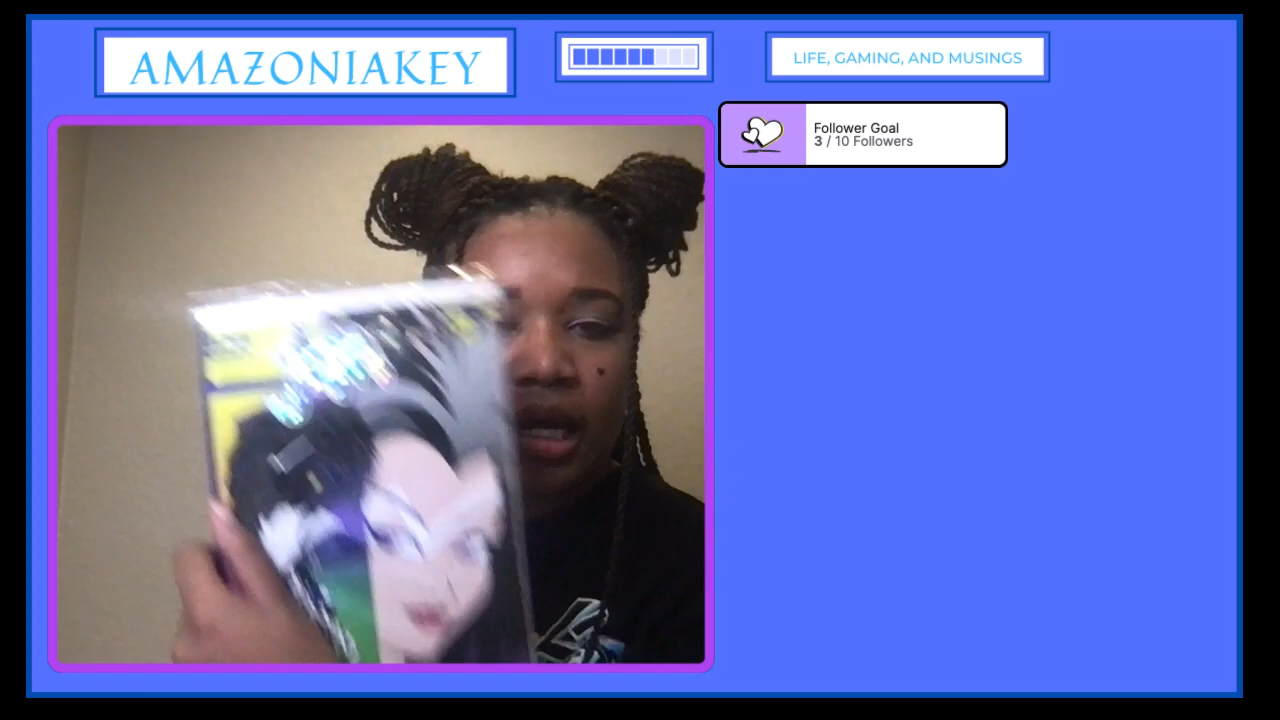 AMAZONIAKEY
LIFE, GAMING, AND MUSINGS
Follower Goal
3 / 10 Followers